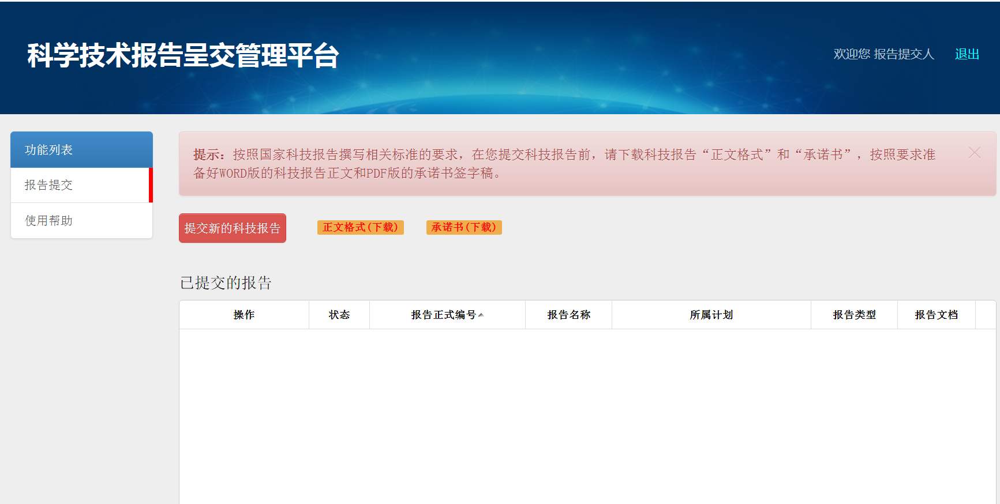 科学技术报告呈交管理平台
欢迎您 报告提交人 退出
功能列表
报告提交
使用帮助
提示：按照国家科技报告撰写相关标准的要求，在您提交科技报告前，请下载科技报告“正文格式”和“承诺书”，按照要求准
备好WORD版的科技报告正文和PDF版的承诺书签字稿。
提交新的科技报告 正文格式(下载) 承诺书(下载)
已提交的报告
操作 状态 报告正式编号 报告名称 所属计划 报告类型 报告文档